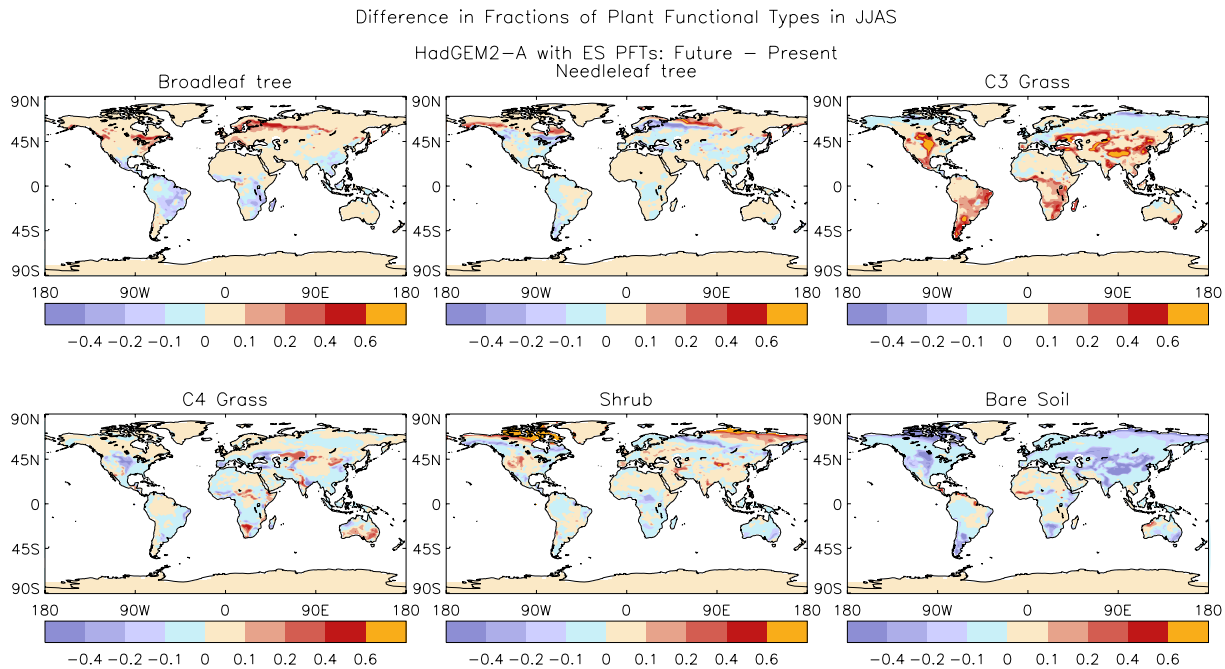 Difference in Fractions of Plant Functional Types in JJAS
HadGEM2−A with ES PFTs: Future − Present
Broadleaf tree
Needleleaf tree
C3 Grass
90N
45N
0
45S
90S
180 90W 0 90E 180
−0.4 −0.2 −0.1 0 0.1 0.2 0.4 0.6
90N
45N
0
45S
90S
180 90W 0 90E 180
−0.4 −0.2 −0.1 0 0.1 0.2 0.4 0.6
90N
45N
0
45S
90S
180 90W 0 90E 180
−0.4 −0.2 −0.1 0 0.1 0.2 0.4 0.6
C4 Grass
Shrub
Bare Soil
90N
45N
0
45S
90S
180 90W 0 90E 180
−0.4 −0.2 −0.1 0 0.1 0.2 0.4 0.6
90N
45N
0
45S
90S
180 90W 0 90E 180
−0.4 −0.2 −0.1 0 0.1 0.2 0.4 0.6
90N
45N
0
45S
90S
180 90W 0 90E 180
−0.4 −0.2 −0.1 0 0.1 0.2 0.4 0.6